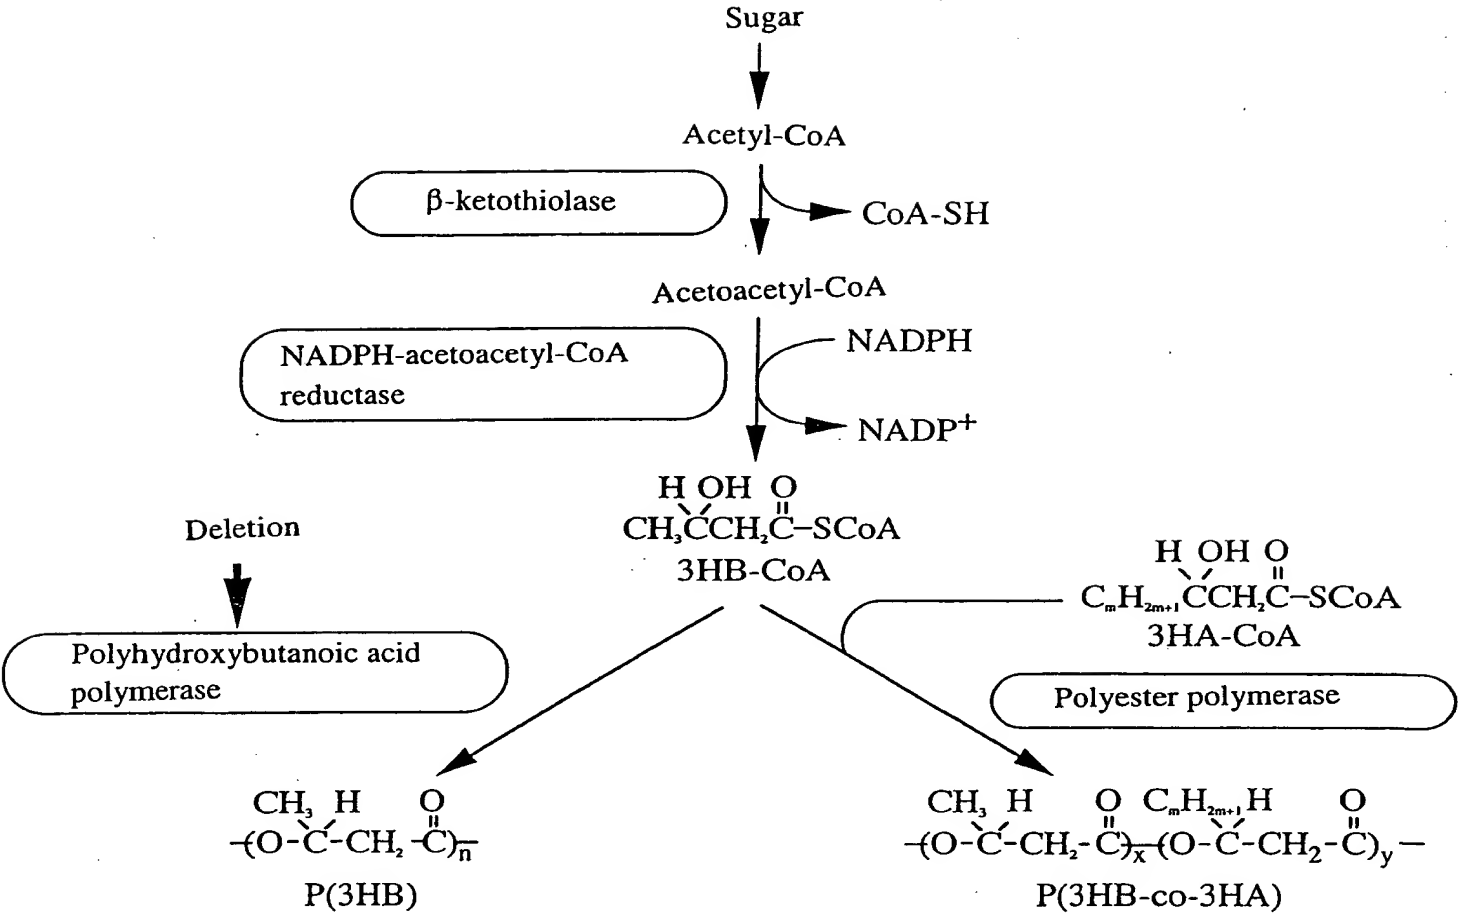 Sugar
Acetyl-CoA
β-ketothiolase
CoA-SH
Acetoacetyl-CoA
NADPH-acetoacetyl-CoA
reductase
NADPH
NADP⁺
H OH O
CH₃CCH₂C–SCoA
3HB-CoA
Deletion
H OH O
CₘH₂ₘ₊₁CCH₂C–SCoA
3HA-CoA
Polyhydroxybutanoic acid
polymerase
Polyester polymerase
CH₃ H O
-(O-C-CH₂-C)n-
P(3HB)
CH₃ H O CₘH₂ₘ₊₁ H O
-(O-C-CH₂-C)x-(O-C-CH₂-C)y-
P(3HB-co-3HA)